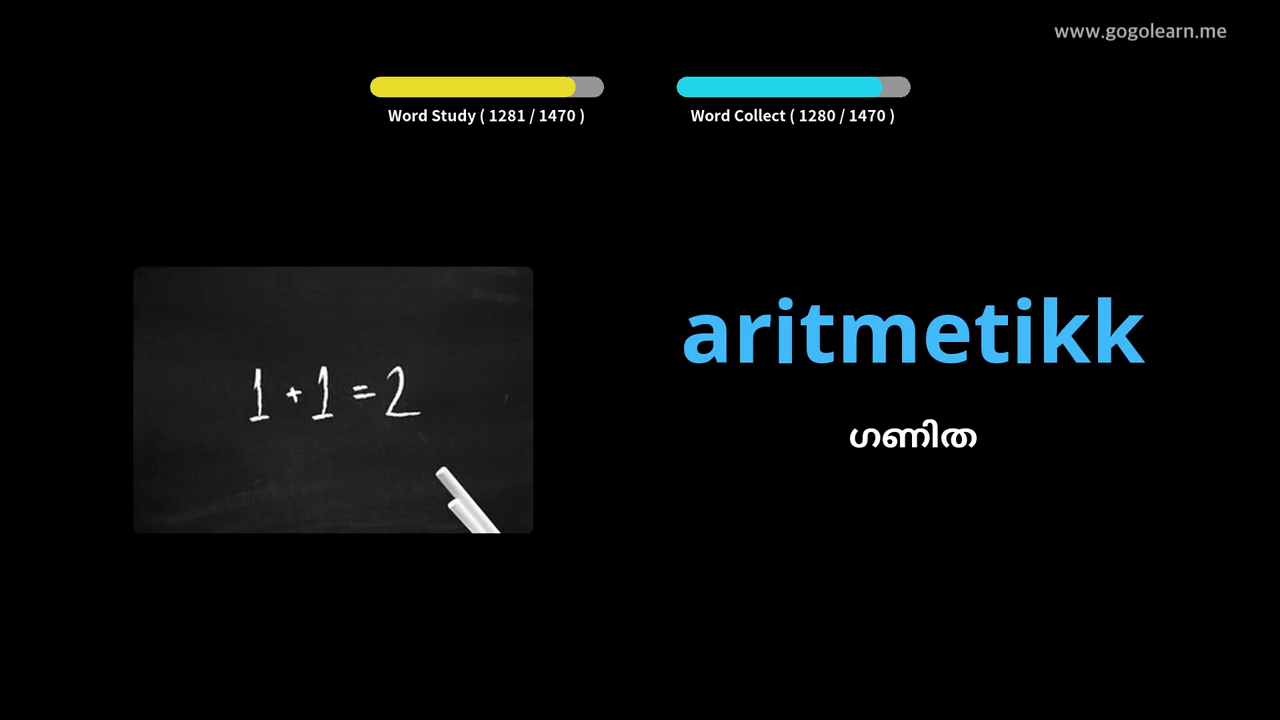 www.gogolearn.me
Word Study ( 1281 / 1470 )
Word Collect ( 1280 / 1470 )
1 + 1 = 2
aritmetikk
ഗണിത